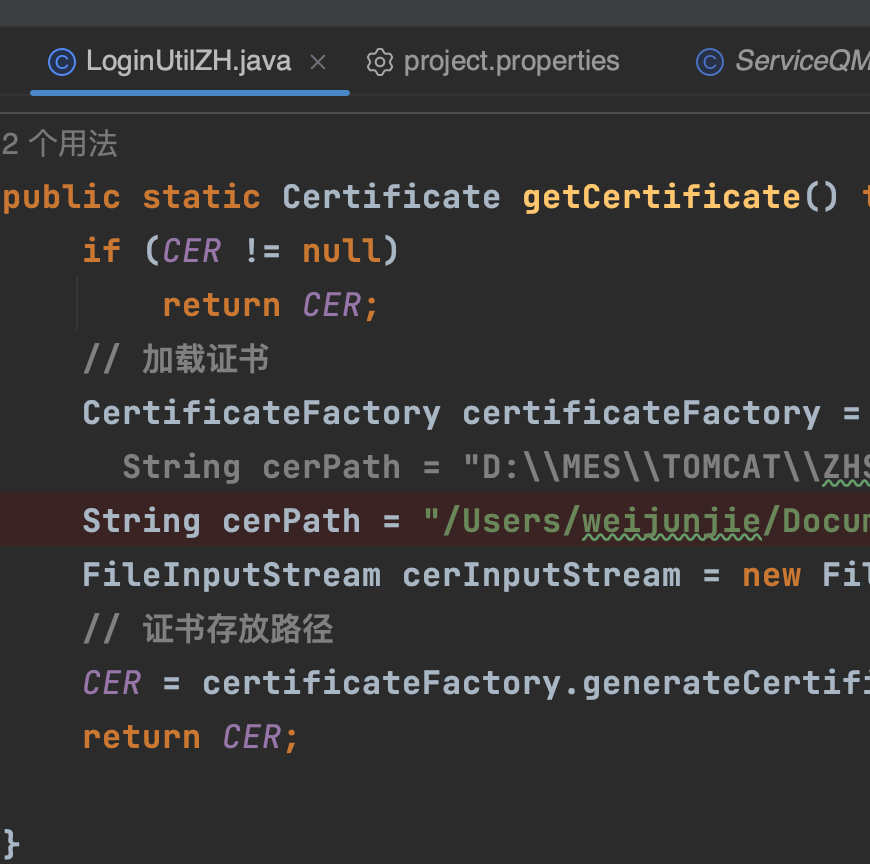 LoginUtilZH.java project.properties ServiceQM
2 个用法
public static Certificate getCertificate() t
if (CER != null)
return CER;
// 加载证书
CertificateFactory certificateFactory =
String cerPath = "D:\\MES\\TOMCAT\\ZHS
String cerPath = "/Users/weijunjie/Docum
FileInputStream cerInputStream = new Fil
// 证书存放路径
CER = certificateFactory.generateCertifi
return CER;
}